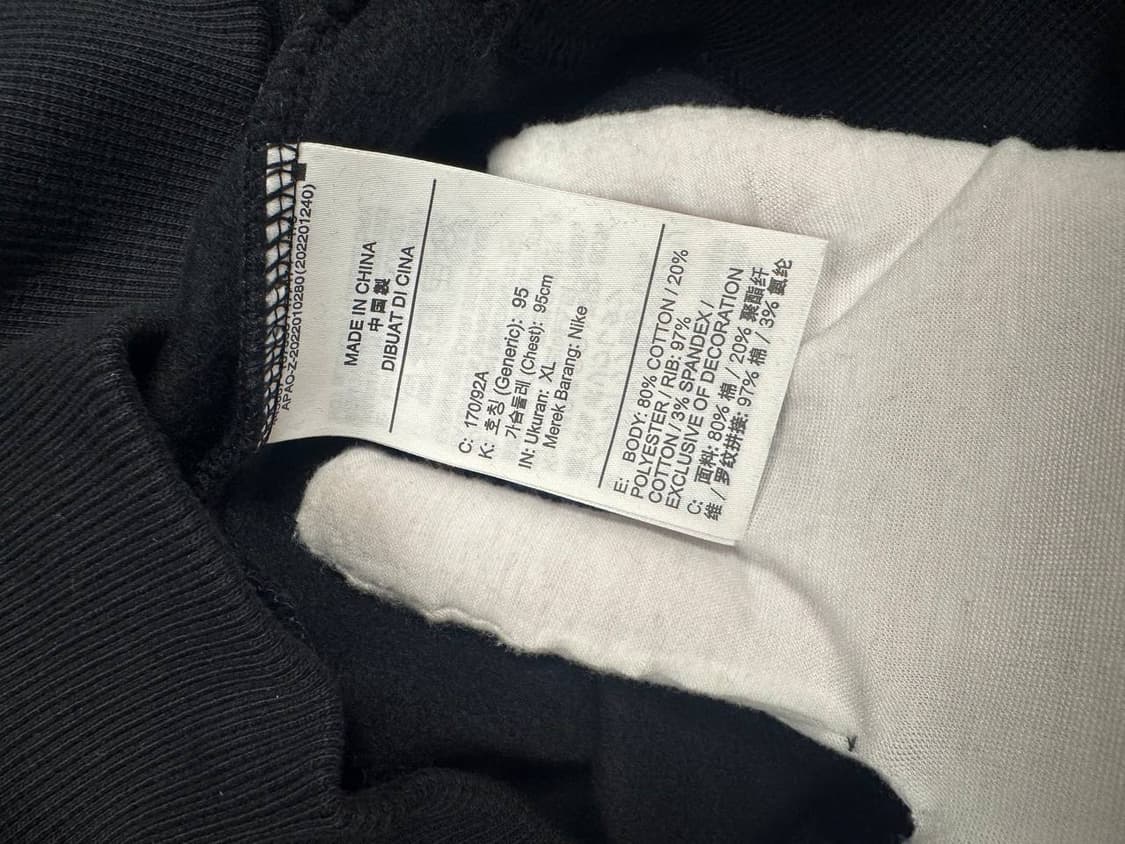 APAO-Z-2022010280(202201240)
MADE IN CHINA
中国製
DIBUAT DI CINA
C: 170/92A
K: 호칭 (Generic): 95
가슴둘레 (Chest): 95cm
IN: Ukuran: XL
Merek Barang: Nike
E: BODY: 80% COTTON / 20%
POLYESTER / RIB: 97%
COTTON / 3% SPANDEX /
EXCLUSIVE OF DECORATION
C: 面料: 80% 棉 / 20% 聚酯纤
维 / 罗纹拼接: 97% 棉 / 3% 氨纶